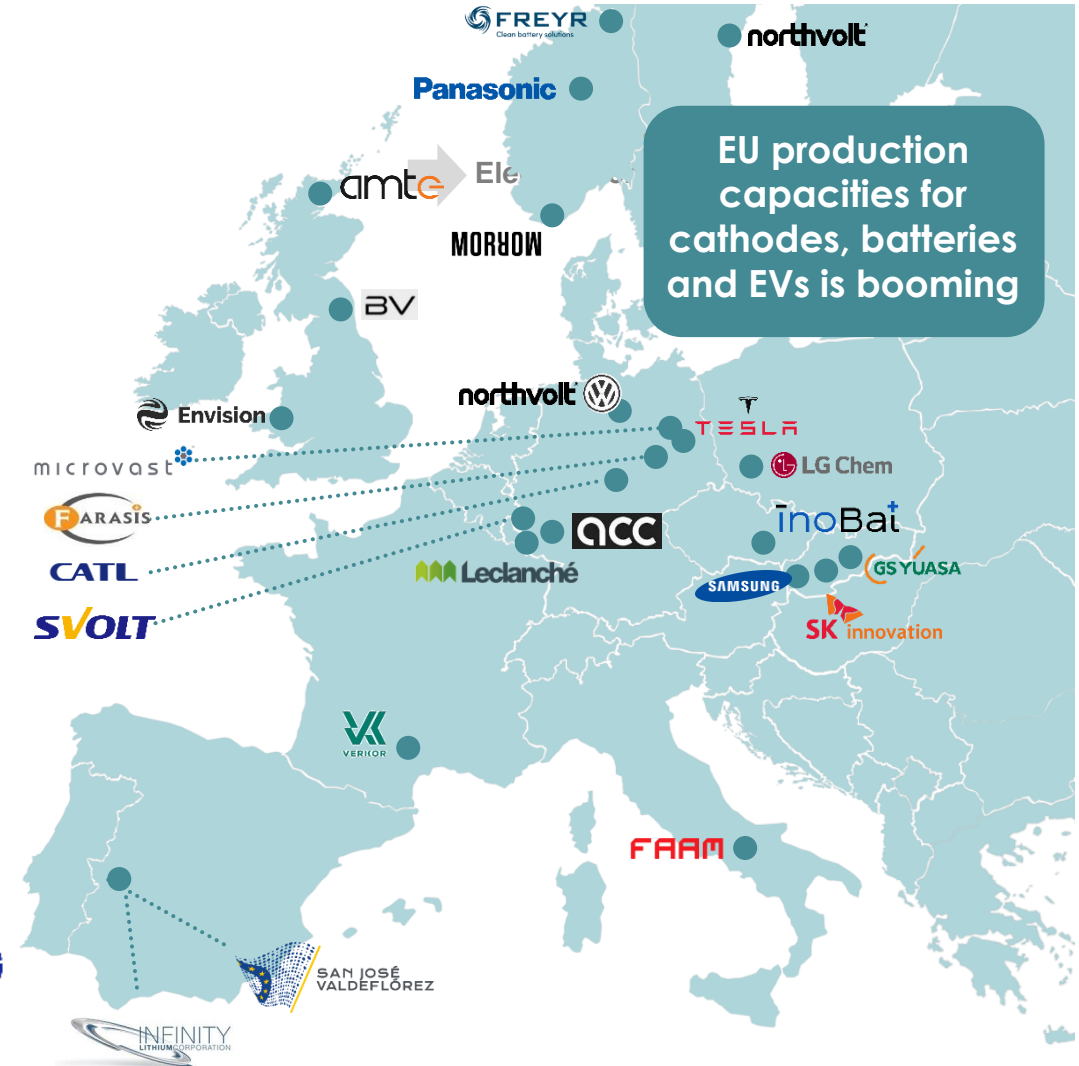 FREYR
Clean battery solutions
northvolt
Panasonic
EU production
capacities for
cathodes, batteries
and EVs is booming
amte
Ele
MORROW
BV
northvolt
Envision
TESLA
microvast
LG Chem
FARASIS
inoBat
acc
CATL
Leclanché
GS YUASA
SAMSUNG
SVOLT
SK innovation
VERKOR
FAAM
SAN JOSÉ
VALDEFLÓREZ
INFINITY
LITHIUMCORPORATION